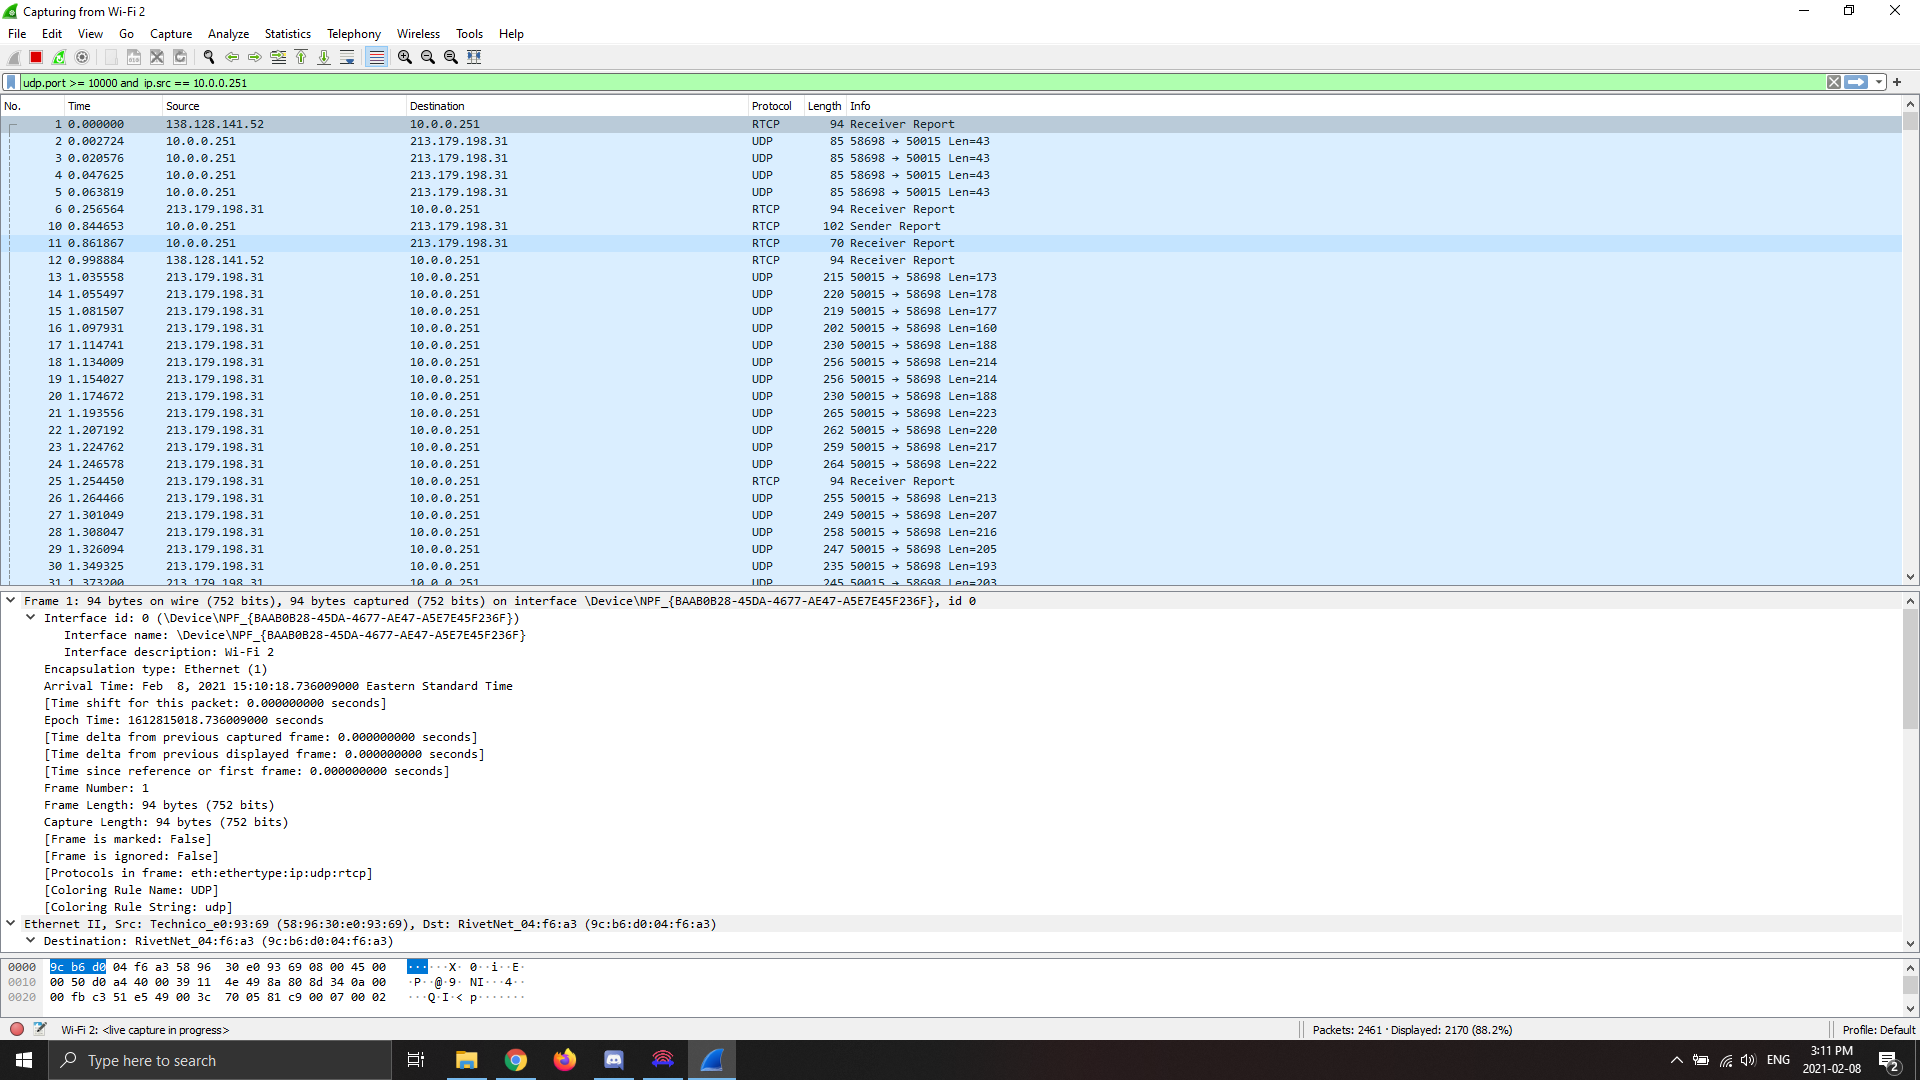 Capturing from Wi-Fi 2
File Edit View Go Capture Analyze Statistics Telephony Wireless Tools Help
udp.port >= 10000 and ip.src == 10.0.0.251
No. Time Source Destination Protocol Length Info
1 0.000000 138.128.141.52 10.0.0.251 RTCP 94 Receiver Report
2 0.002724 10.0.0.251 213.179.198.31 UDP 85 58698 → 50015 Len=43
3 0.020576 10.0.0.251 213.179.198.31 UDP 85 58698 → 50015 Len=43
4 0.047625 10.0.0.251 213.179.198.31 UDP 85 58698 → 50015 Len=43
5 0.063819 10.0.0.251 213.179.198.31 UDP 85 58698 → 50015 Len=43
6 0.256564 213.179.198.31 10.0.0.251 RTCP 94 Receiver Report
10 0.844653 10.0.0.251 213.179.198.31 RTCP 102 Sender Report
11 0.861867 10.0.0.251 213.179.198.31 RTCP 70 Receiver Report
12 0.998884 138.128.141.52 10.0.0.251 RTCP 94 Receiver Report
13 1.035558 213.179.198.31 10.0.0.251 UDP 215 50015 → 58698 Len=173
14 1.055497 213.179.198.31 10.0.0.251 UDP 220 50015 → 58698 Len=178
15 1.081507 213.179.198.31 10.0.0.251 UDP 219 50015 → 58698 Len=177
16 1.097931 213.179.198.31 10.0.0.251 UDP 202 50015 → 58698 Len=160
17 1.114741 213.179.198.31 10.0.0.251 UDP 230 50015 → 58698 Len=188
18 1.134009 213.179.198.31 10.0.0.251 UDP 256 50015 → 58698 Len=214
19 1.154027 213.179.198.31 10.0.0.251 UDP 256 50015 → 58698 Len=214
20 1.174672 213.179.198.31 10.0.0.251 UDP 230 50015 → 58698 Len=188
21 1.193556 213.179.198.31 10.0.0.251 UDP 265 50015 → 58698 Len=223
22 1.207192 213.179.198.31 10.0.0.251 UDP 262 50015 → 58698 Len=220
23 1.224762 213.179.198.31 10.0.0.251 UDP 259 50015 → 58698 Len=217
24 1.246578 213.179.198.31 10.0.0.251 UDP 264 50015 → 58698 Len=222
25 1.254450 213.179.198.31 10.0.0.251 RTCP 94 Receiver Report
26 1.264466 213.179.198.31 10.0.0.251 UDP 255 50015 → 58698 Len=213
27 1.301049 213.179.198.31 10.0.0.251 UDP 249 50015 → 58698 Len=207
28 1.308047 213.179.198.31 10.0.0.251 UDP 258 50015 → 58698 Len=216
29 1.326094 213.179.198.31 10.0.0.251 UDP 247 50015 → 58698 Len=205
30 1.349325 213.179.198.31 10.0.0.251 UDP 235 50015 → 58698 Len=193
31 1.373200 213.179.198.31 10.0.0.251 UDP 245 50015 → 58698 Len=203
Frame 1: 94 bytes on wire (752 bits), 94 bytes captured (752 bits) on interface \Device\NPF_{BAAB0B28-45DA-4677-AE47-A5E7E45F236F}, id 0
Interface id: 0 (\Device\NPF_{BAAB0B28-45DA-4677-AE47-A5E7E45F236F})
Interface name: \Device\NPF_{BAAB0B28-45DA-4677-AE47-A5E7E45F236F}
Interface description: Wi-Fi 2
Encapsulation type: Ethernet (1)
Arrival Time: Feb  8, 2021 15:10:18.736009000 Eastern Standard Time
[Time shift for this packet: 0.000000000 seconds]
Epoch Time: 1612815018.736009000 seconds
[Time delta from previous captured frame: 0.000000000 seconds]
[Time delta from previous displayed frame: 0.000000000 seconds]
[Time since reference or first frame: 0.000000000 seconds]
Frame Number: 1
Frame Length: 94 bytes (752 bits)
Capture Length: 94 bytes (752 bits)
[Frame is marked: False]
[Frame is ignored: False]
[Protocols in frame: eth:ethertype:ip:udp:rtcp]
[Coloring Rule Name: UDP]
[Coloring Rule String: udp]
Ethernet II, Src: Technico_e0:93:69 (58:96:30:e0:93:69), Dst: RivetNet_04:f6:a3 (9c:b6:d0:04:f6:a3)
Destination: RivetNet_04:f6:a3 (9c:b6:d0:04:f6:a3)
0000 9c b6 d0 04 f6 a3 58 96 30 e0 93 69 08 00 45 00 ······X· 0··i··E·
0010 00 50 d0 a4 40 00 39 11 4e 49 8a 80 8d 34 0a 00 ·P··@·9· NI···4··
0020 00 fb c3 51 e5 49 00 3c 70 05 81 c9 00 07 00 02 ···Q·I·< p·······
Wi-Fi 2: <live capture in progress> Packets: 2461 · Displayed: 2170 (88.2%) Profile: Default
Type here to search
ENG
3:11 PM
2021-02-08
2